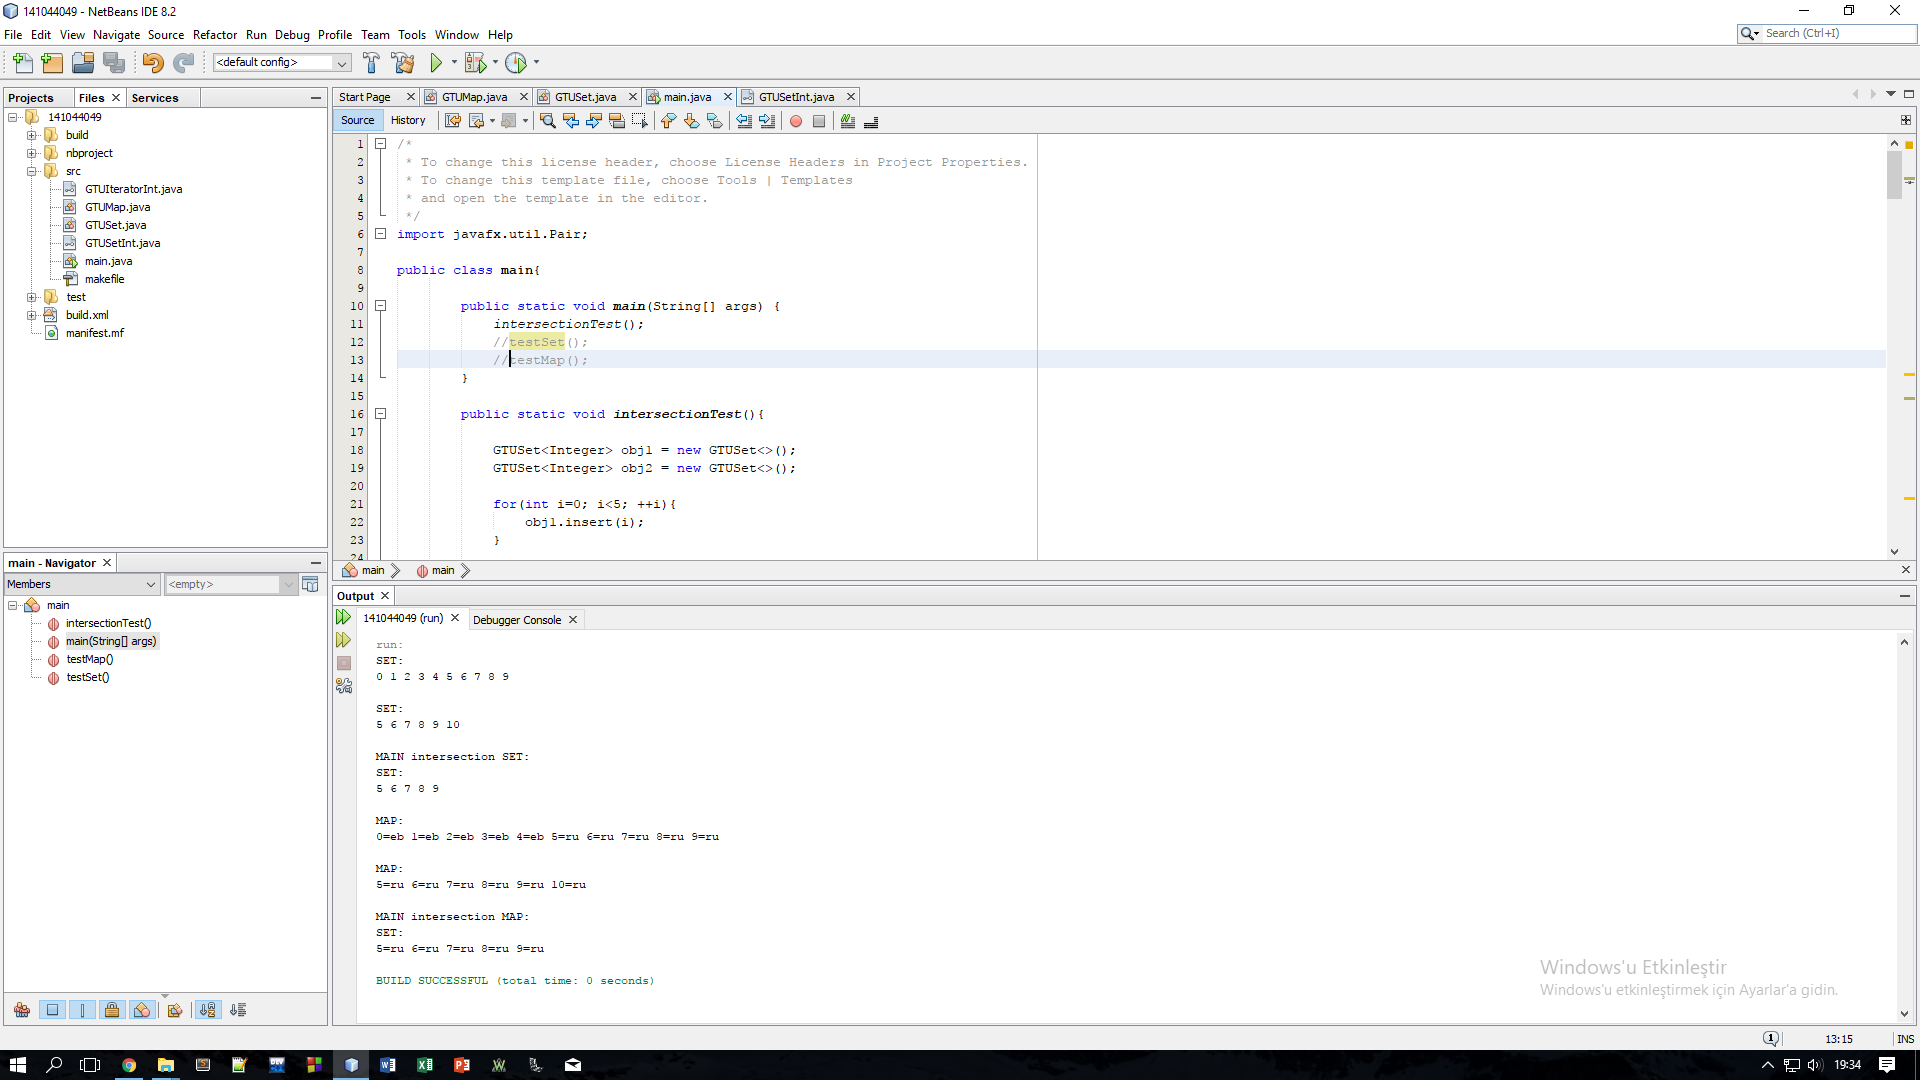 141044049 - NetBeans IDE 8.2
File Edit View Navigate Source Refactor Run Debug Profile Team Tools Window Help
Search (Ctrl+I)
<default config>
Projects Files Services
141044049
build
nbproject
src
GTUIteratorInt.java
GTUMap.java
GTUSet.java
GTUSetInt.java
main.java
makefile
test
build.xml
manifest.mf
Start Page GTUMap.java GTUSet.java main.java GTUSetInt.java
Source History
1 /*
2 * To change this license header, choose License Headers in Project Properties.
3 * To change this template file, choose Tools | Templates
4 * and open the template in the editor.
5 */
6 import javafx.util.Pair;
7
8 public class main{
9
10 public static void main(String[] args) {
11 intersectionTest();
12 //testSet();
13 //testMap();
14 }
15
16 public static void intersectionTest(){
17
18 GTUSet<Integer> obj1 = new GTUSet<>();
19 GTUSet<Integer> obj2 = new GTUSet<>();
20
21 for(int i=0; i<5; ++i){
22 obj1.insert(i);
23 }
24
main main
main - Navigator
Members <empty>
main
intersectionTest()
main(String[] args)
testMap()
testSet()
Output
141044049 (run) Debugger Console
run:
SET:
0 1 2 3 4 5 6 7 8 9
SET:
5 6 7 8 9 10
MAIN intersection SET:
SET:
5 6 7 8 9
MAP:
0=eb 1=eb 2=eb 3=eb 4=eb 5=ru 6=ru 7=ru 8=ru 9=ru
MAP:
5=ru 6=ru 7=ru 8=ru 9=ru 10=ru
MAIN intersection MAP:
SET:
5=ru 6=ru 7=ru 8=ru 9=ru
BUILD SUCCESSFUL (total time: 0 seconds)
Windows'u Etkinleştir
Windows'u etkinleştirmek için Ayarlar'a gidin.
1 13:15 INS
19:34